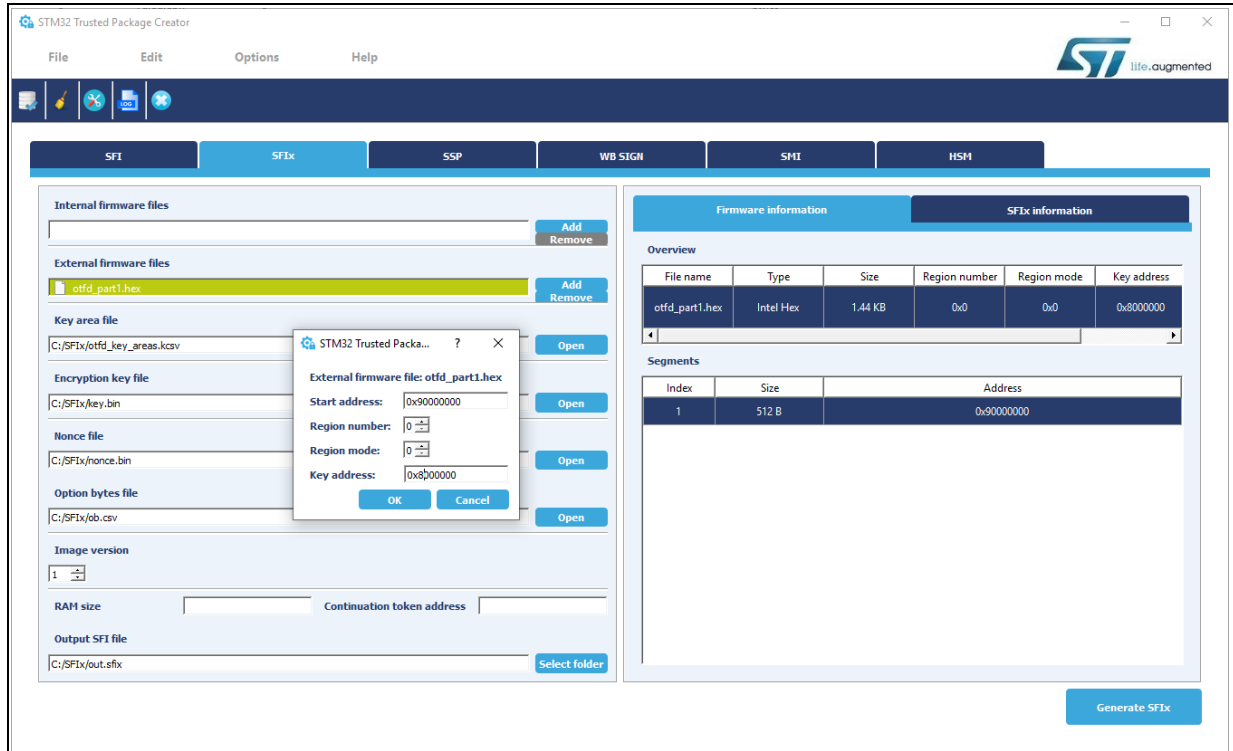 STM32 Trusted Package Creator
File Edit Options Help
ST life.augmented
LOG
SFI SFIx SSP WB SIGN SMI HSM
Internal firmware files
Add
Remove
External firmware files
otfd_part1.hex
Add
Remove
Key area file
C:/SFIx/otfd_key_areas.kcsv
Open
Encryption key file
C:/SFIx/key.bin
Open
Nonce file
C:/SFIx/nonce.bin
Open
Option bytes file
C:/SFIx/ob.csv
Open
Image version
1
RAM size Continuation token address
Output SFI file
C:/SFIx/out.sfix
Select folder
STM32 Trusted Packa... ? ×
External firmware file: otfd_part1.hex
Start address: 0x90000000
Region number: 0
Region mode: 0
Key address: 0x8000000
OK Cancel
Firmware information SFIx information
Overview
File name Type Size Region number Region mode Key address
otfd_part1.hex Intel Hex 1.44 KB 0x0 0x0 0x8000000
Segments
Index Size Address
1 512 B 0x90000000
Generate SFIx